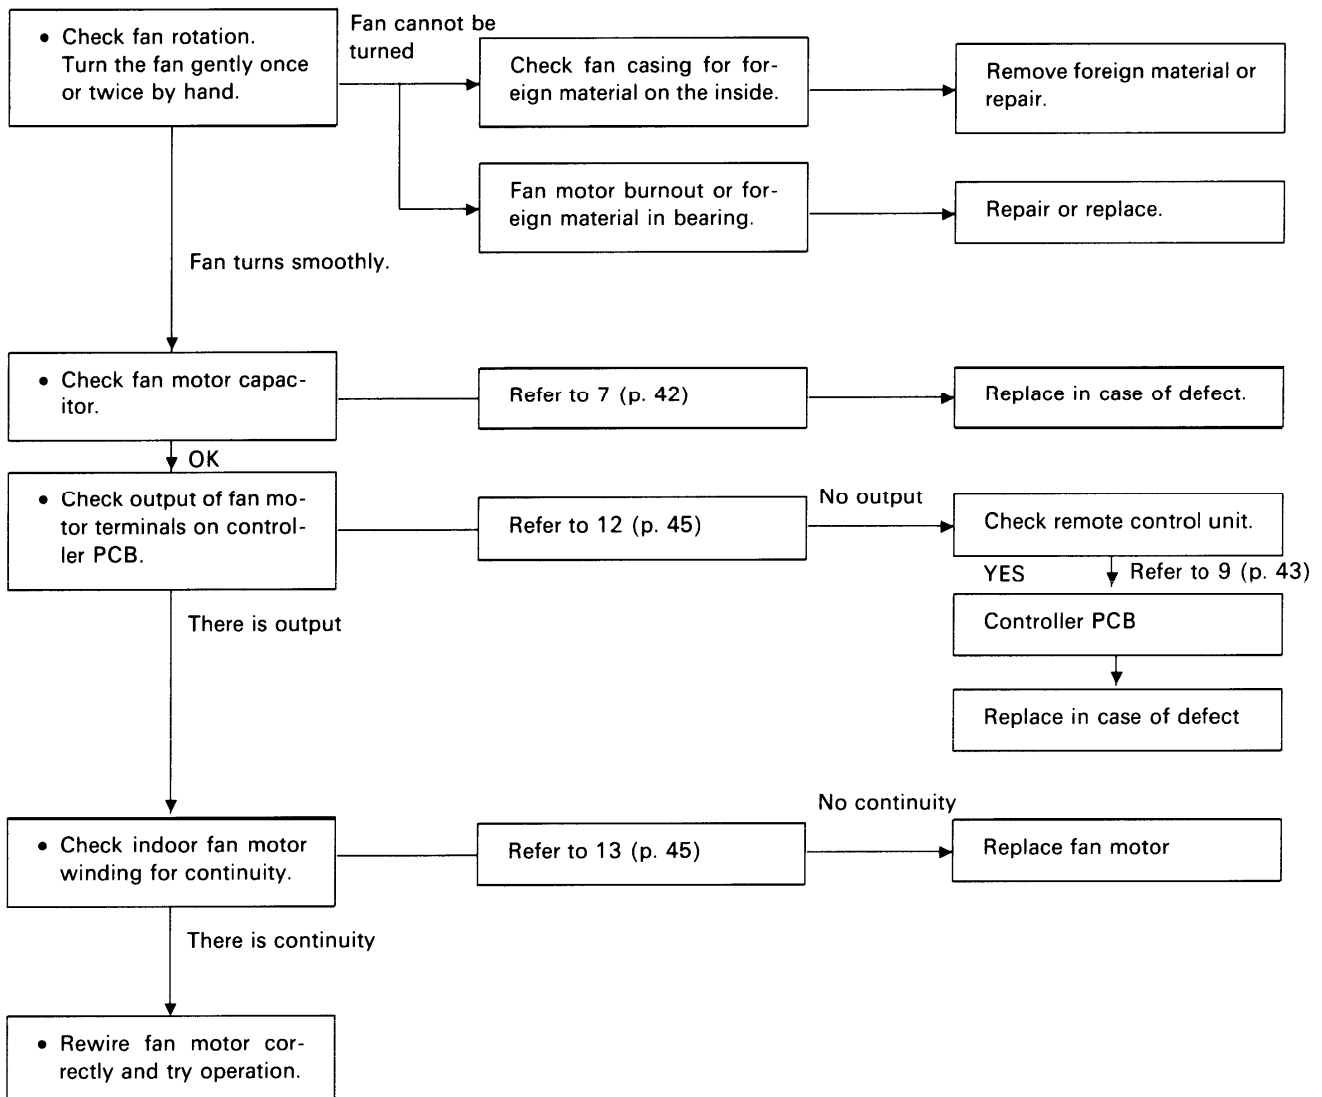 • Check fan rotation.
Turn the fan gently once
or twice by hand.
Fan cannot be
turned
Check fan casing for for-
eign material on the inside.
Remove foreign material or
repair.
Fan motor burnout or for-
eign material in bearing.
Repair or replace.
Fan turns smoothly.
• Check fan motor capac-
itor.
Refer to 7 (p. 42)
Replace in case of defect.
OK
• Check output of fan mo-
tor terminals on control-
ler PCB.
Refer to 12 (p. 45)
No output
Check remote control unit.
YES
Refer to 9 (p. 43)
Controller PCB
There is output
Replace in case of defect
No continuity
• Check indoor fan motor
winding for continuity.
Refer to 13 (p. 45)
Replace fan motor
There is continuity
• Rewire fan motor cor-
rectly and try operation.